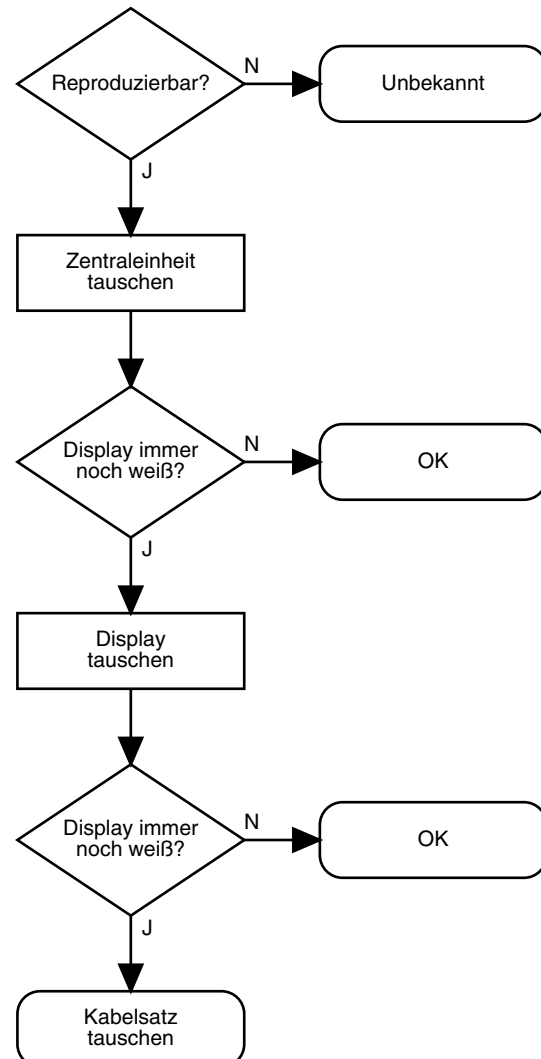 Reproduzierbar?
N
Unbekannt
J
Zentraleinheit
tauschen
Display immer
noch weiß?
N
OK
J
Display
tauschen
Display immer
noch weiß?
N
OK
J
Kabelsatz
tauschen